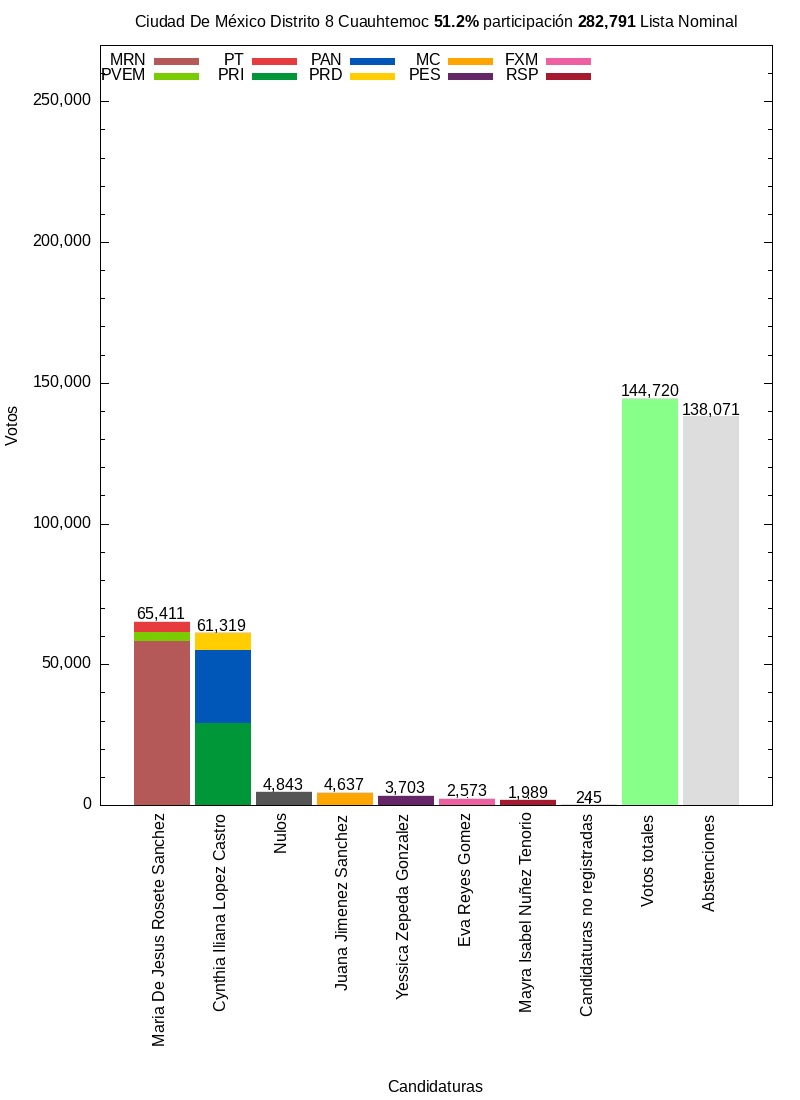 Ciudad De México Distrito 8 Cuauhtemoc 51.2% participación 282,791 Lista Nominal
MRN PT PAN MC FXM
PVEM PRI PRD PES RSP
250,000
200,000
150,000
100,000
50,000
0
Votos
65,411
61,319
4,843
4,637
3,703
2,573
1,989
245
144,720
138,071
Maria De Jesus Rosete Sanchez
Cynthia Iliana Lopez Castro
Nulos
Juana Jimenez Sanchez
Yessica Zepeda Gonzalez
Eva Reyes Gomez
Mayra Isabel Nuñez Tenorio
Candidaturas no registradas
Votos totales
Abstenciones
Candidaturas